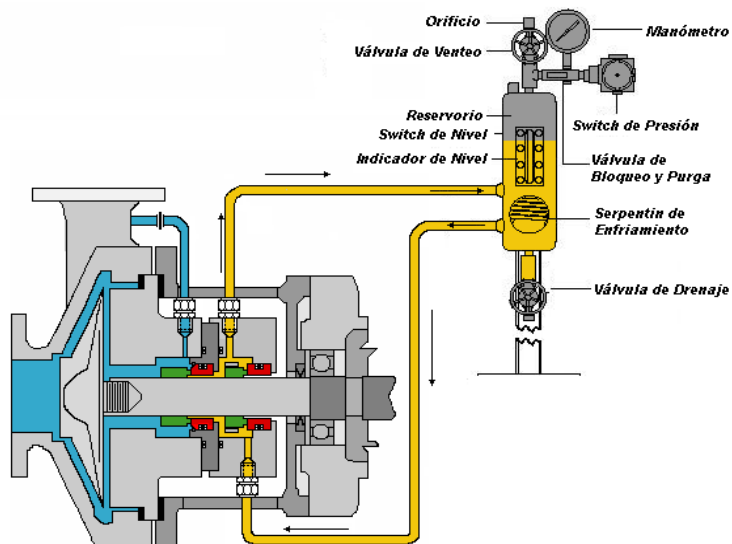 Orificio
Válvula de Venteo
Manómetro
Reservorio
Switch de Nivel
Indicador de Nivel
Switch de Presión
Válvula de
Bloqueo y Purga
Serpentin de
Enfriamiento
Válvula de Drenaje